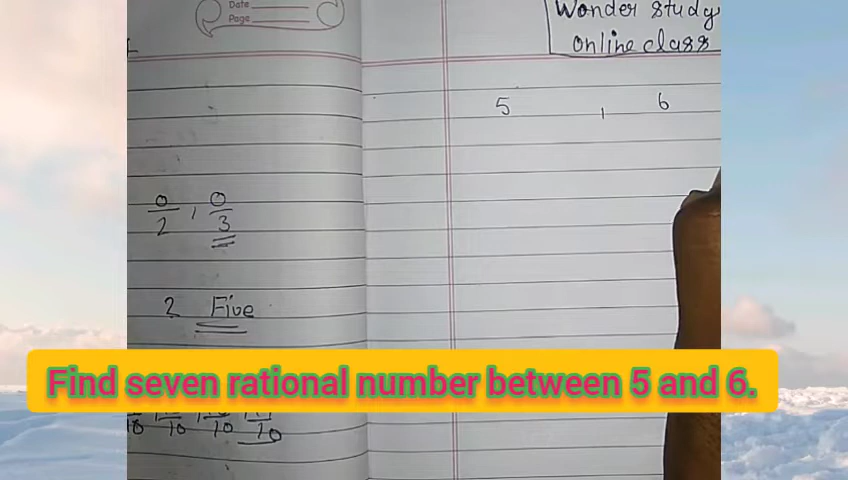 Date
Page
Wonder study
online class
5 , 6
0/2 , 0/3
2 Five
Find seven rational number between 5 and 6.
10 10 10 10